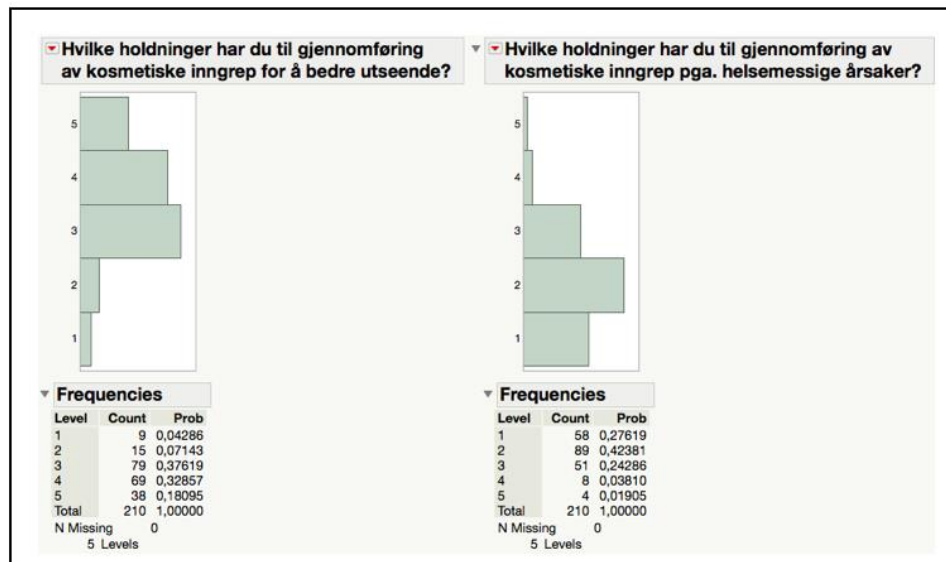 Hvilke holdninger har du til gjennomføring
av kosmetiske inngrep for å bedre utseende?
5
4
3
2
1
Frequencies
Level Count Prob
1 9 0,04286
2 15 0,07143
3 79 0,37619
4 69 0,32857
5 38 0,18095
Total 210 1,00000
N Missing 0
5 Levels
Hvilke holdninger har du til gjennomføring av
kosmetiske inngrep pga. helsemessige årsaker?
5
4
3
2
1
Frequencies
Level Count Prob
1 58 0,27619
2 89 0,42381
3 51 0,24286
4 8 0,03810
5 4 0,01905
Total 210 1,00000
N Missing 0
5 Levels